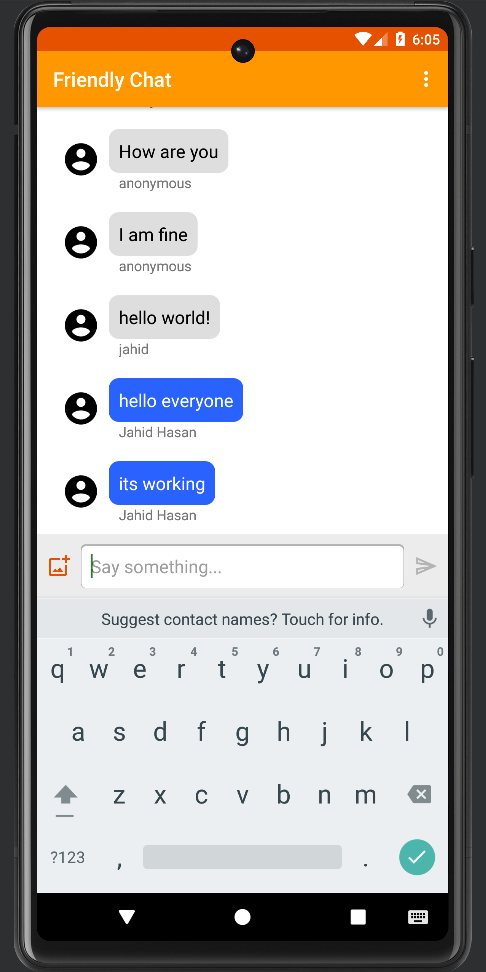 6:05
Friendly Chat
How are you
anonymous
I am fine
anonymous
hello world!
jahid
hello everyone
Jahid Hasan
its working
Jahid Hasan
Say something...
Suggest contact names? Touch for info.
1 2 3 4 5 6 7 8 9 0
q w e r t y u i o p
a s d f g h j k l
z x c v b n m
?123 , .